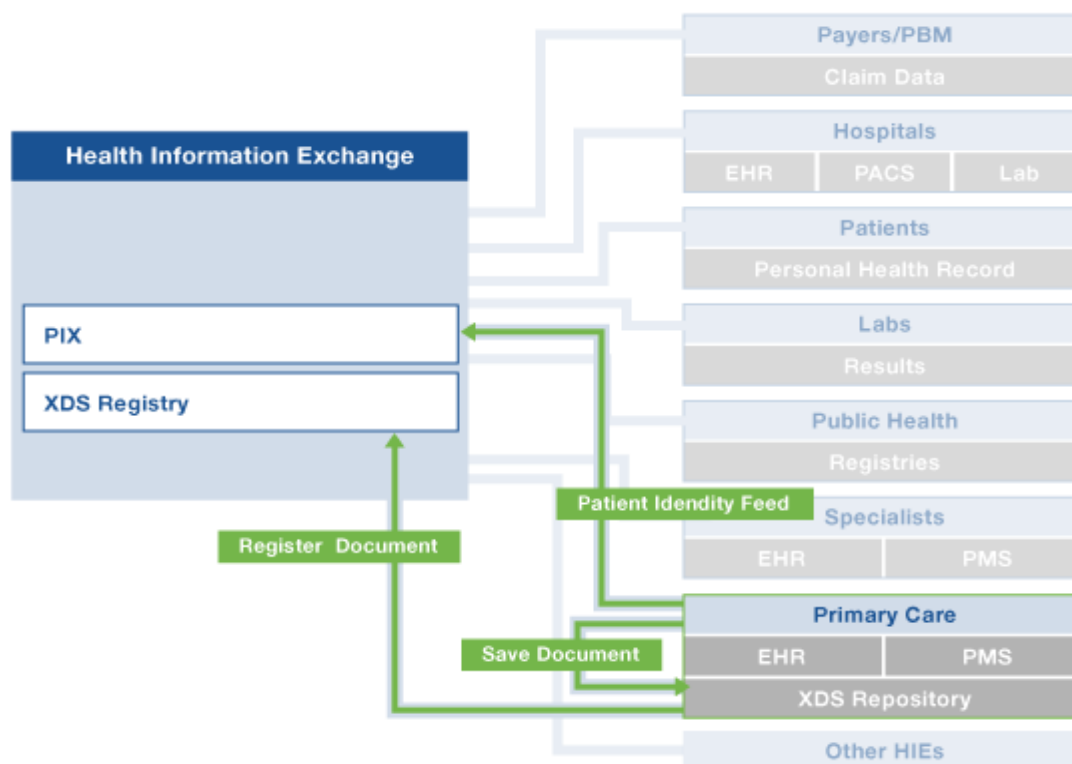 Health Information Exchange
PIX
XDS Registry
Register Document
Patient Idendity Feed
Save Document
Payers/PBM
Claim Data
Hospitals
EHR PACS Lab
Patients
Personal Health Record
Labs
Results
Public Health
Registries
Specialists
EHR PMS
Primary Care
EHR PMS
XDS Repository
Other HIEs